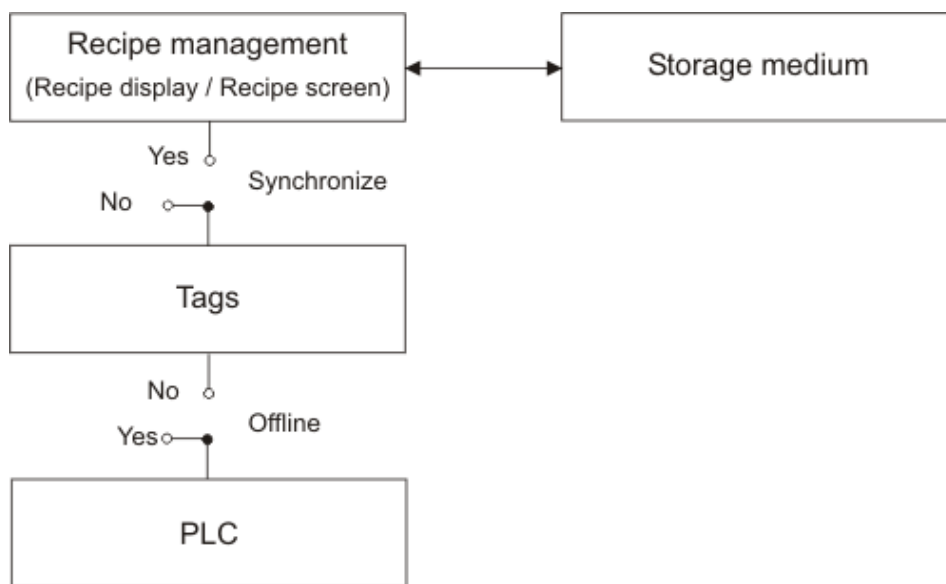 Recipe management
(Recipe display / Recipe screen)
Storage medium
Yes
Synchronize
No
Tags
No
Offline
Yes
PLC